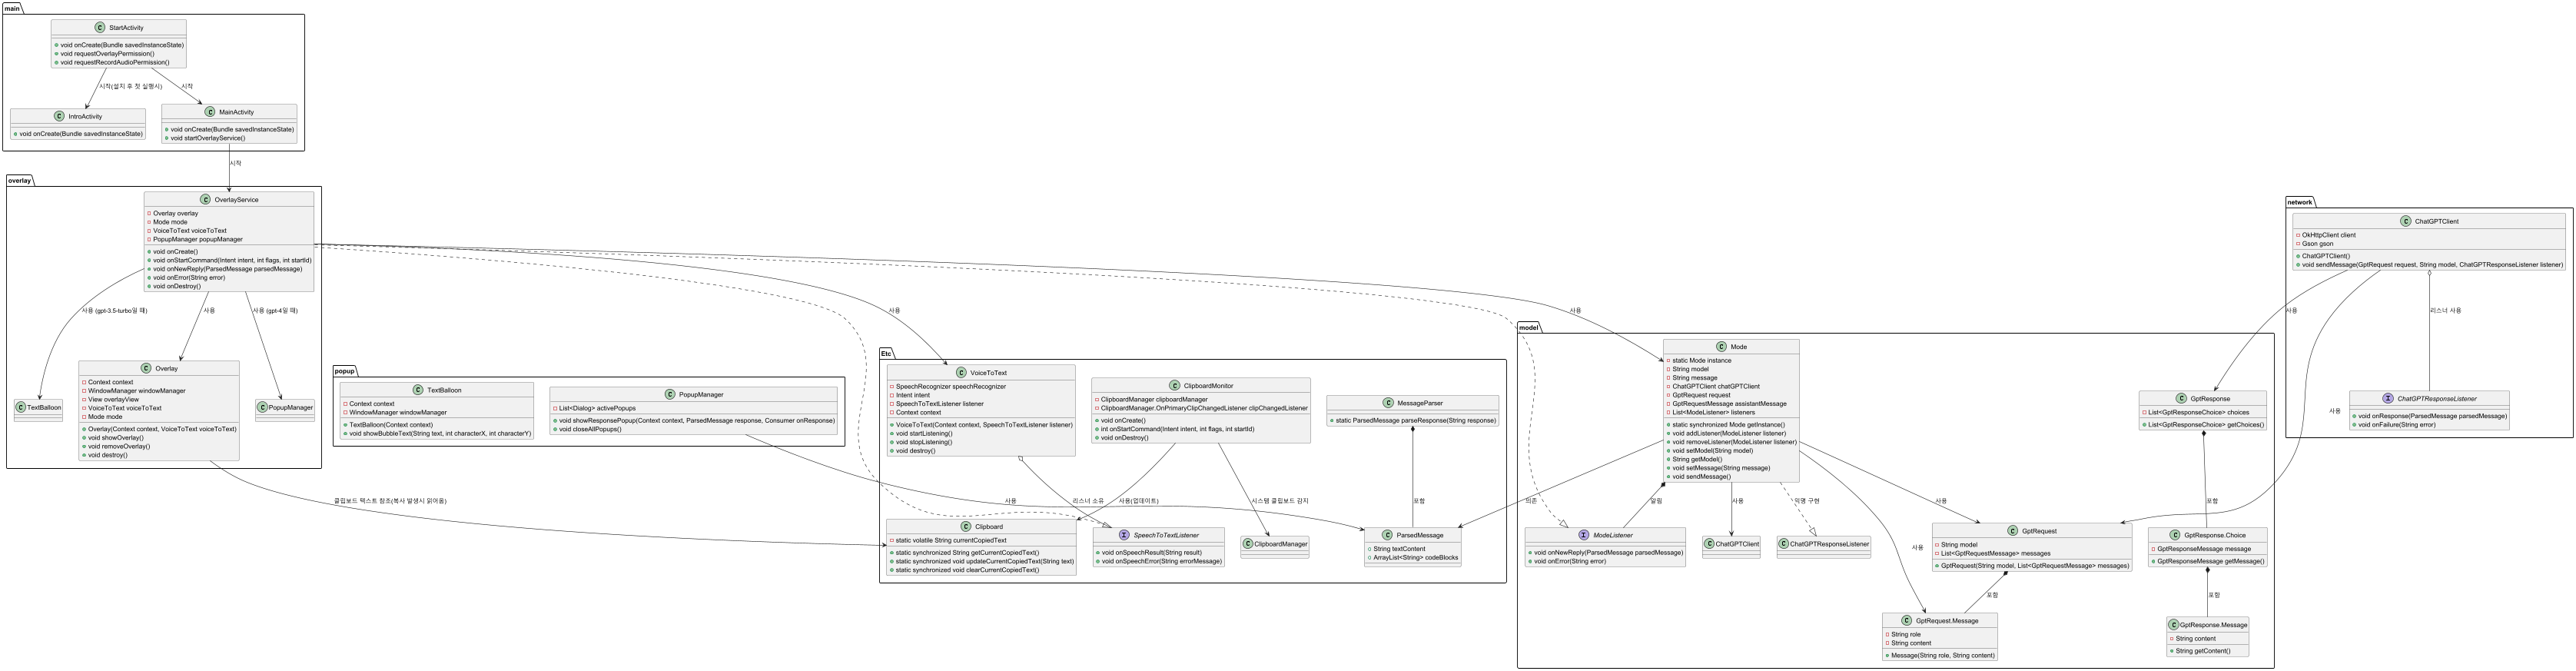 main
StartActivity
void onCreate(Bundle savedInstanceState)
void requestOverlayPermission()
void requestRecordAudioPermission()
시작(설치 후 첫 실행시)
시작
IntroActivity
void onCreate(Bundle savedInstanceState)
MainActivity
void onCreate(Bundle savedInstanceState)
void startOverlayService()
시작
overlay
OverlayService
Overlay overlay
Mode mode
VoiceToText voiceToText
PopupManager popupManager
void onCreate()
void onStartCommand(Intent intent, int flags, int startId)
void onNewReply(ParsedMessage parsedMessage)
void onError(String error)
void onDestroy()
사용 (gpt-3.5-turbo일 때)
사용
사용 (gpt-4일 때)
TextBalloon
Overlay
Context context
WindowManager windowManager
View overlayView
VoiceToText voiceToText
Mode mode
Overlay(Context context, VoiceToText voiceToText)
void showOverlay()
void removeOverlay()
void destroy()
PopupManager
클립보드 텍스트 참조(복사 발생시 읽어옴)
popup
TextBalloon
Context context
WindowManager windowManager
TextBalloon(Context context)
void showBubbleText(String text, int characterX, int characterY)
PopupManager
List<Dialog> activePopups
void showResponsePopup(Context context, ParsedMessage response, Consumer onResponse)
void closeAllPopups()
사용
사용
사용
Etc
VoiceToText
SpeechRecognizer speechRecognizer
Intent intent
SpeechToTextListener listener
Context context
VoiceToText(Context context, SpeechToTextListener listener)
void startListening()
void stopListening()
void destroy()
ClipboardMonitor
ClipboardManager clipboardManager
ClipboardManager.OnPrimaryClipChangedListener clipChangedListener
void onCreate()
int onStartCommand(Intent intent, int flags, int startId)
void onDestroy()
MessageParser
static ParsedMessage parseResponse(String response)
리스너 소유
사용(업데이트)
시스템 클립보드 감지
포함
Clipboard
static volatile String currentCopiedText
static synchronized String getCurrentCopiedText()
static synchronized void updateCurrentCopiedText(String text)
static synchronized void clearCurrentCopiedText()
SpeechToTextListener
void onSpeechResult(String result)
void onSpeechError(String errorMessage)
ClipboardManager
ParsedMessage
String textContent
ArrayList<String> codeBlocks
model
Mode
static Mode instance
String model
String message
ChatGPTClient chatGPTClient
GptRequest request
GptRequestMessage assistantMessage
List<ModeListener> listeners
static synchronized Mode getInstance()
void addListener(ModeListener listener)
void removeListener(ModeListener listener)
void setModel(String model)
String getModel()
void setMessage(String message)
void sendMessage()
의존
알림
사용
익명 구현
사용
사용
ModeListener
void onNewReply(ParsedMessage parsedMessage)
void onError(String error)
ChatGPTClient
ChatGPTResponseListener
GptRequest
String model
List<GptRequestMessage> messages
GptRequest(String model, List<GptRequestMessage> messages)
포함
GptRequest.Message
String role
String content
Message(String role, String content)
GptResponse
List<GptResponseChoice> choices
List<GptResponseChoice> getChoices()
포함
GptResponse.Choice
GptResponseMessage message
GptResponseMessage getMessage()
포함
GptResponse.Message
String content
String getContent()
network
ChatGPTClient
OkHttpClient client
Gson gson
ChatGPTClient()
void sendMessage(GptRequest request, String model, ChatGPTResponseListener listener)
사용
사용
리스너 사용
ChatGPTResponseListener
void onResponse(ParsedMessage parsedMessage)
void onFailure(String error)